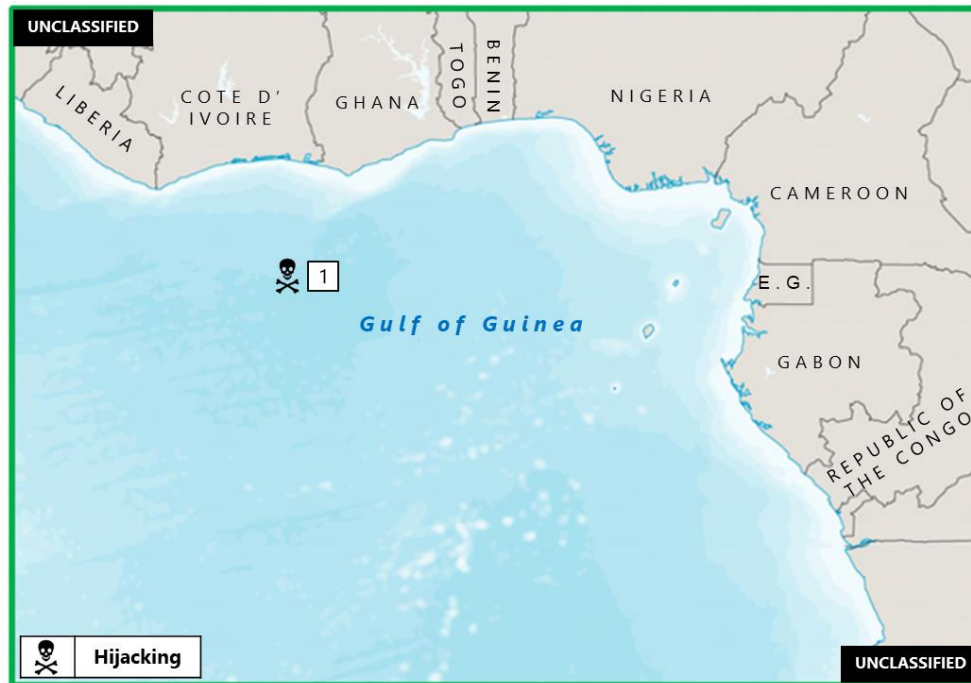 UNCLASSIFIED
LIBERIA
COTE D'
IVOIRE
GHANA
TOGO
BENIN
NIGERIA
CAMEROON
1
E.G.
Gulf of Guinea
GABON
REPUBLIC OF
THE CONGO
Hijacking
UNCLASSIFIED